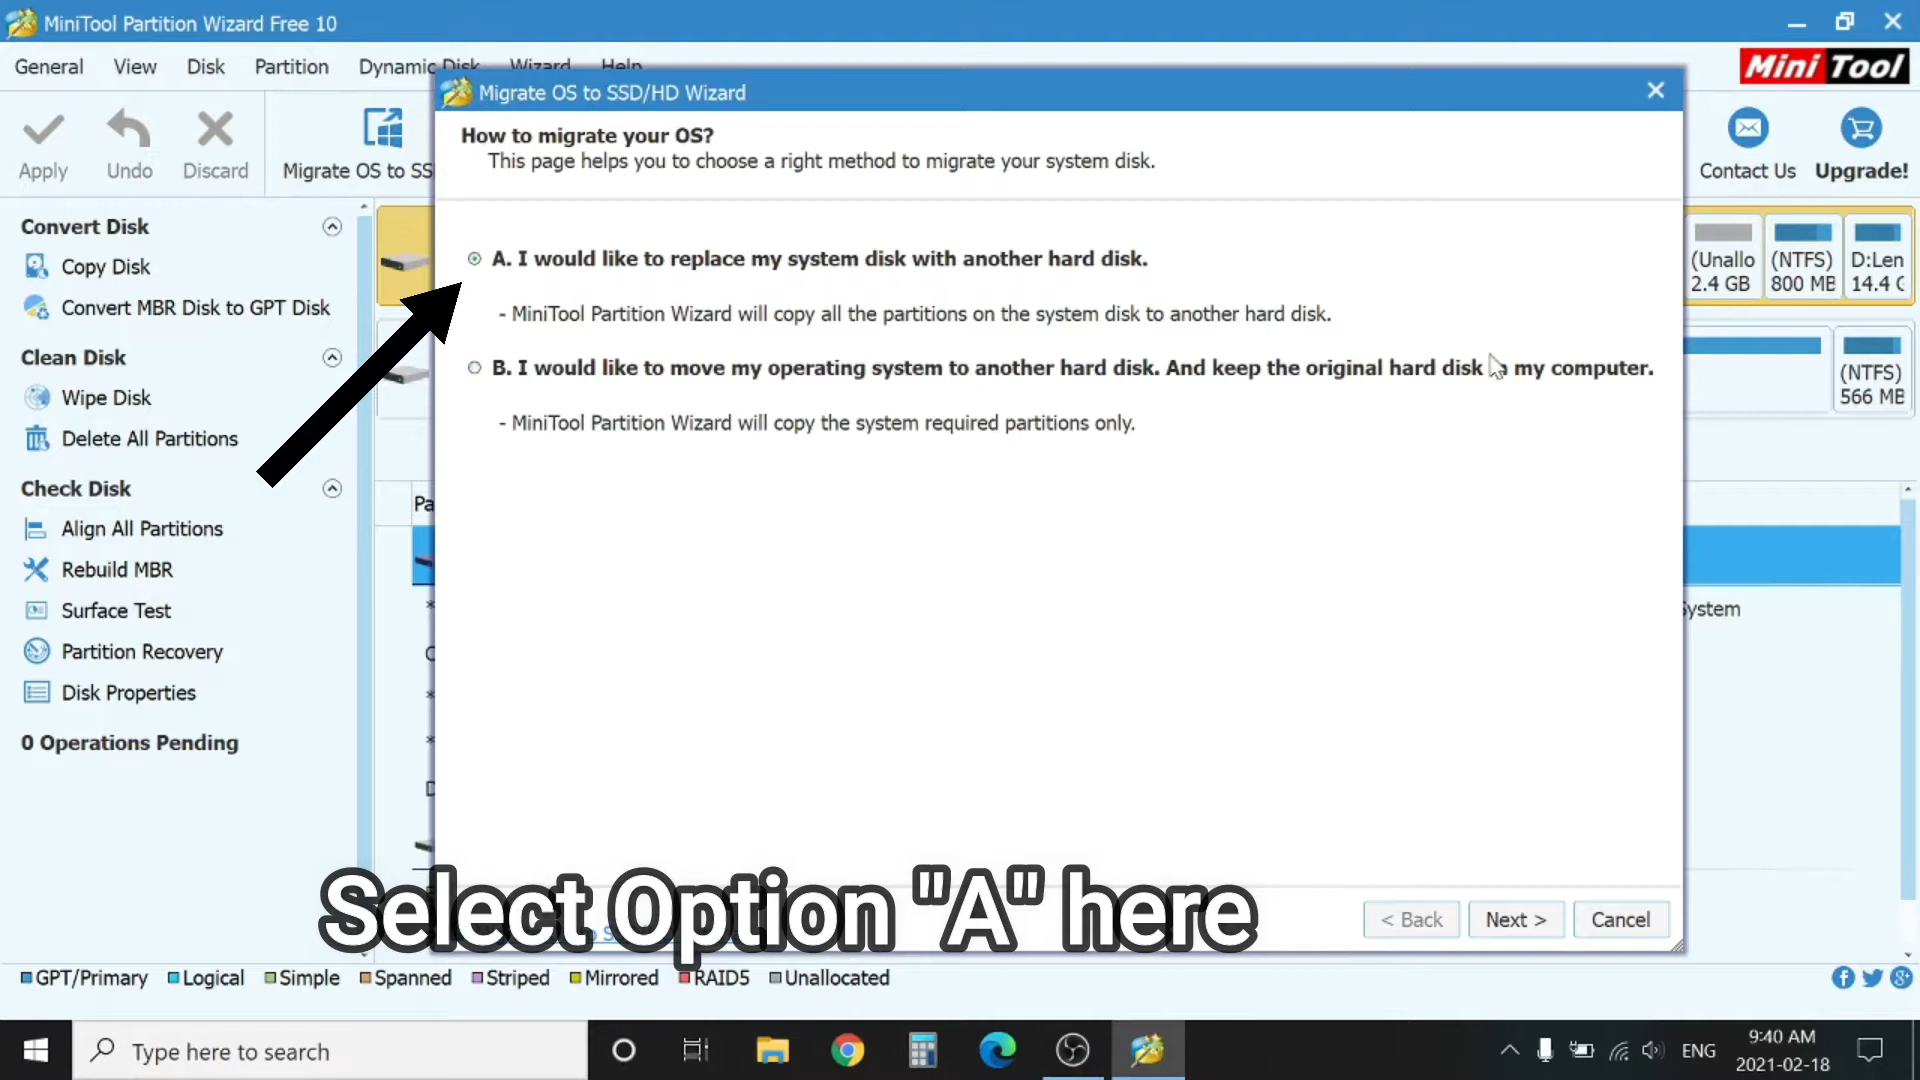 MiniTool Partition Wizard Free 10
General View Disk Partition Dynamic Disk Wizard Help
Mini Tool
Migrate OS to SSD/HD Wizard
Apply Undo Discard Migrate OS to SS
Contact Us Upgrade!
How to migrate your OS?
This page helps you to choose a right method to migrate your system disk.
Convert Disk
Copy Disk
Convert MBR Disk to GPT Disk
Clean Disk
Wipe Disk
Delete All Partitions
Check Disk
Align All Partitions
Rebuild MBR
Surface Test
Partition Recovery
Disk Properties
0 Operations Pending
A. I would like to replace my system disk with another hard disk.
- MiniTool Partition Wizard will copy all the partitions on the system disk to another hard disk.
B. I would like to move my operating system to another hard disk. And keep the original hard disk my computer.
- MiniTool Partition Wizard will copy the system required partitions only.
(Unallo (NTFS) D:Len
2.4 GB 800 MB 14.4 G
(NTFS)
566 MB
Pa
System
Select Option "A" here
< Back Next > Cancel
GPT/Primary Logical Simple Spanned Striped Mirrored RAID5 Unallocated
Type here to search
ENG
9:40 AM
2021-02-18